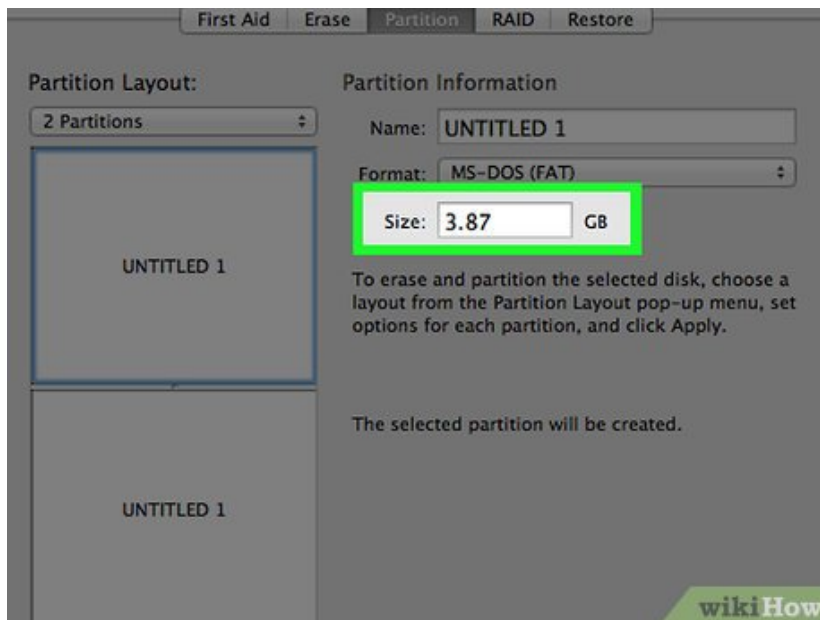 First Aid Erase Partition RAID Restore
Partition Layout:
2 Partitions
UNTITLED 1
UNTITLED 1
Partition Information
Name: UNTITLED 1
Format: MS-DOS (FAT)
Size: 3.87 GB
To erase and partition the selected disk, choose a
layout from the Partition Layout pop-up menu, set
options for each partition, and click Apply.
The selected partition will be created.
wikiHow